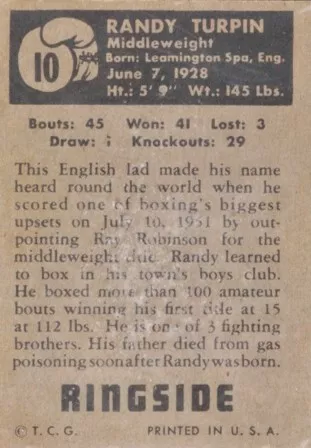 10
RANDY TURPIN
Middleweight
Born: Leamington Spa, Eng.
June 7, 1928
Ht.: 5' 9" Wt.: 145 Lbs.
Bouts: 45 Won: 41 Lost: 3
Draw: 1 Knockouts: 29
This English lad made his name
heard round the world when he
scored one of boxing's biggest
upsets on July 10, 1951 by out-
pointing Ray Robinson for the
middleweight title. Randy learned
to box in his town's boys club.
He boxed more than 100 amateur
bouts winning his first title at 15
at 112 lbs. He is one of 3 fighting
brothers. His father died from gas
poisoning soon after Randy was born.
RINGSIDE
© T. C. G. PRINTED IN U. S. A.